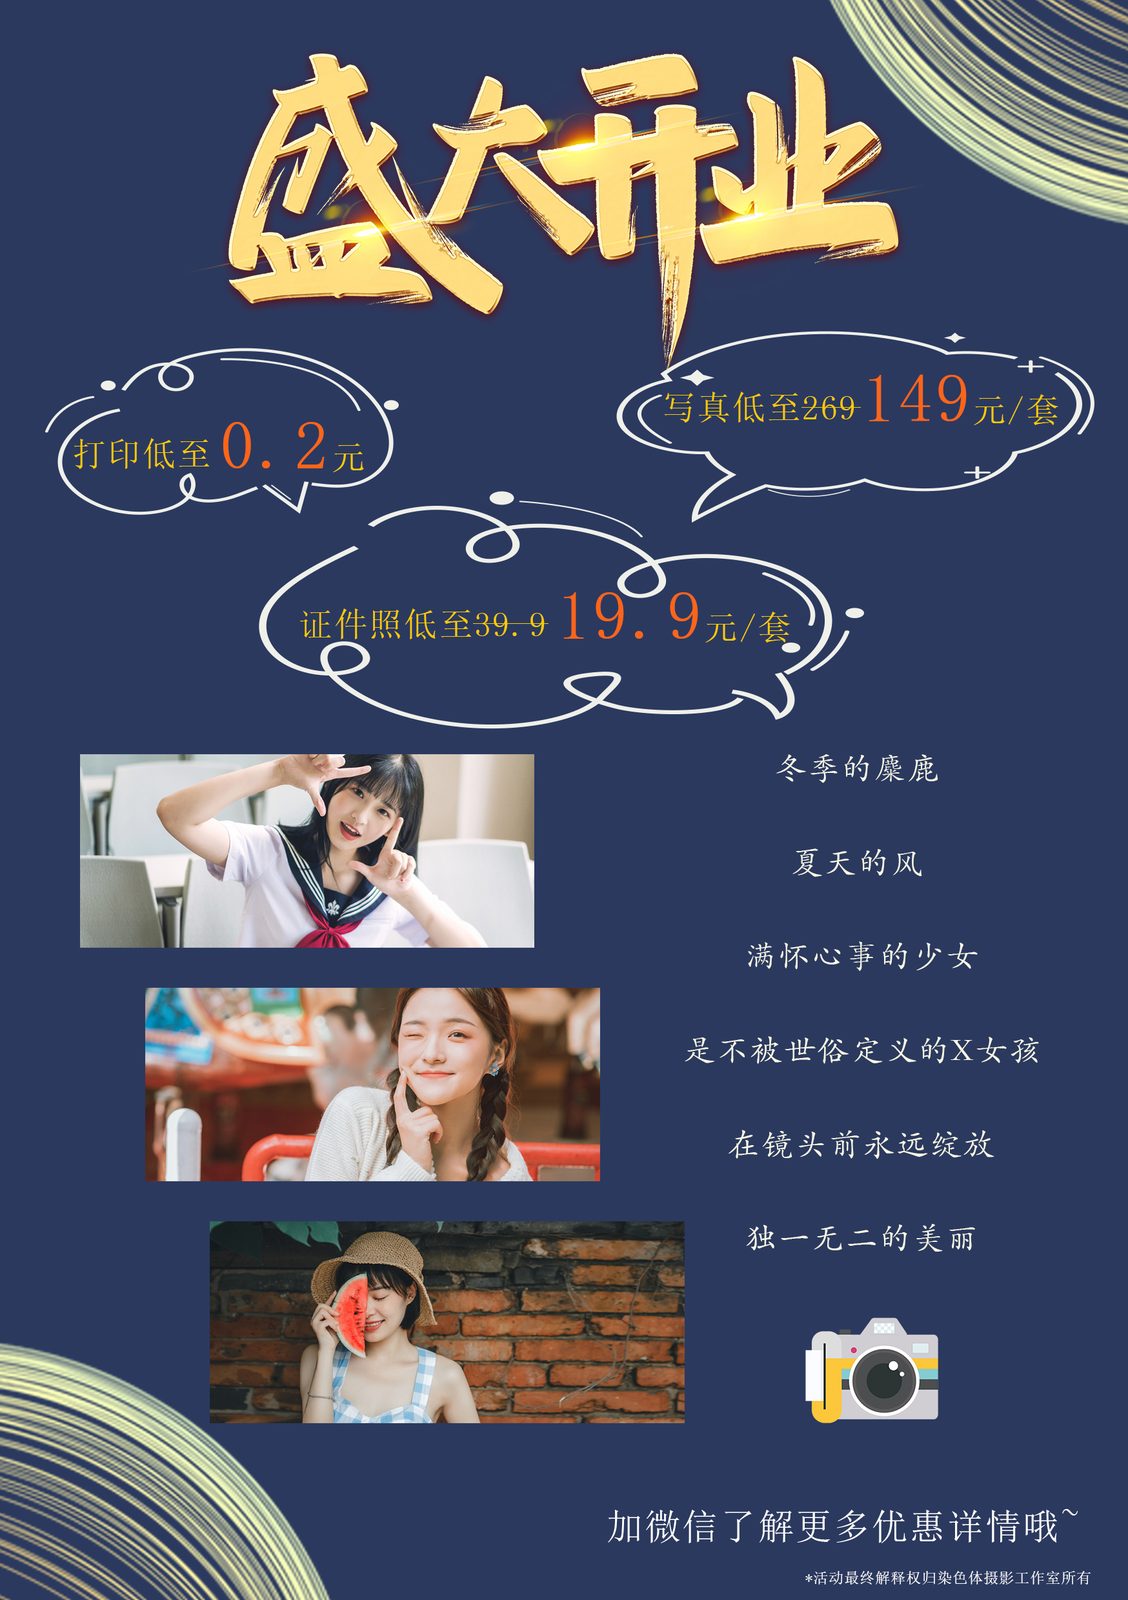 盛大开业
打印低至0.2元
写真低至269 149元/套
证件照低至39.9 19.9元/套
冬季的麋鹿
夏天的风
满怀心事的少女
是不被世俗定义的X女孩
在镜头前永远绽放
独一无二的美丽
加微信了解更多优惠详情哦~
*活动最终解释权归染色体摄影工作室所有